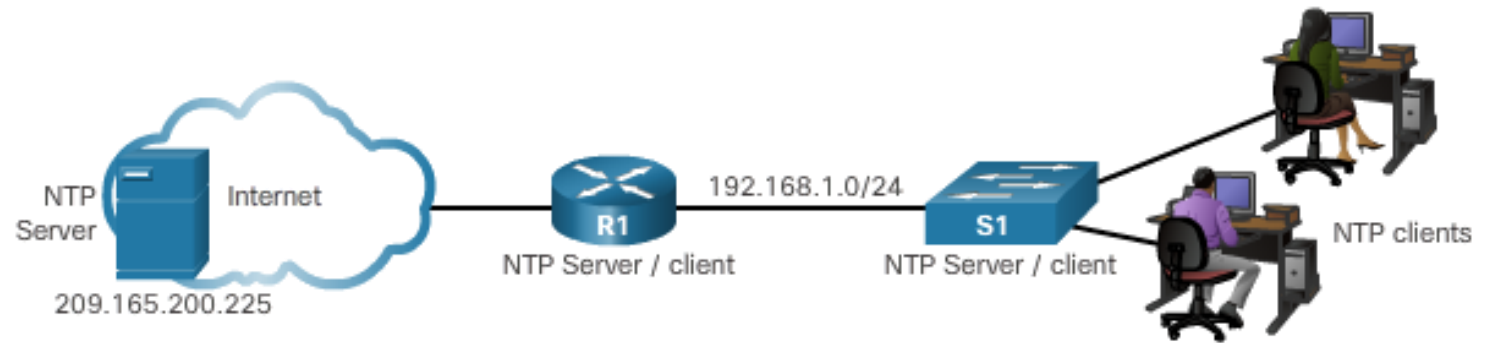 NTP
Server
Internet
209.165.200.225
R1
NTP Server / client
192.168.1.0/24
S1
NTP Server / client
NTP clients